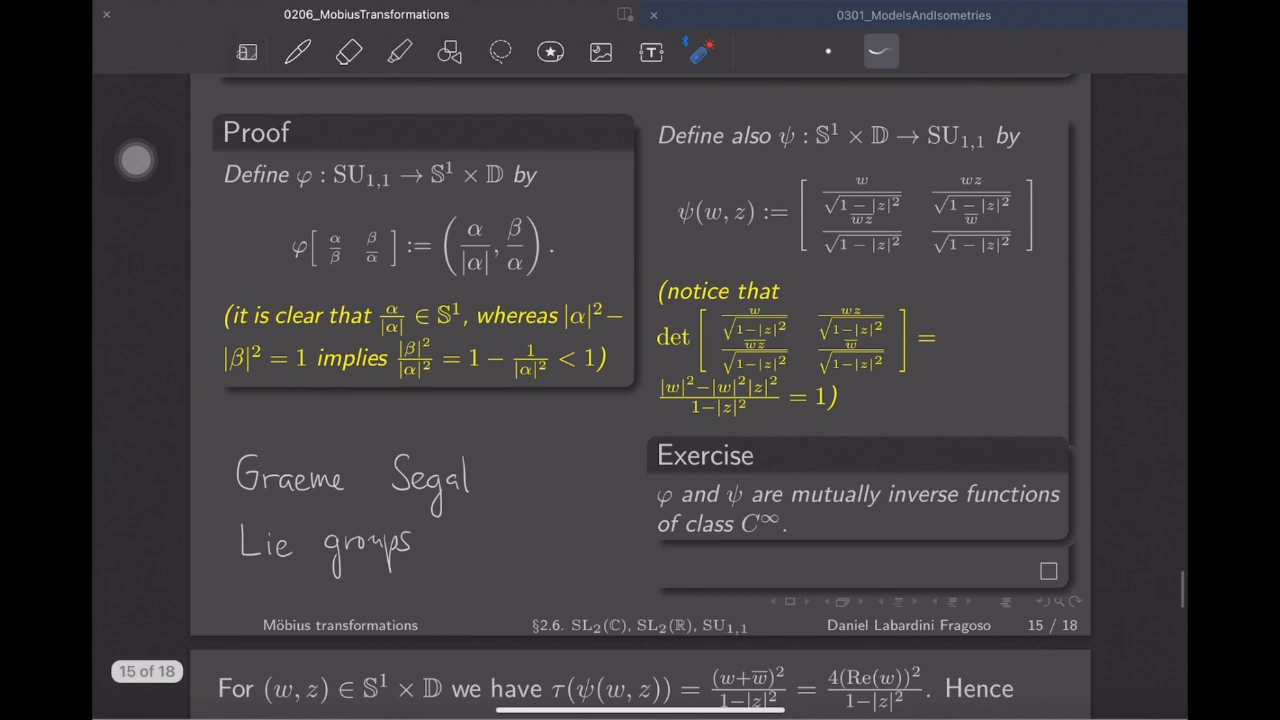 0206_MobiusTransformations
0301_ModelsAndIsometries
Proof
Define φ : SU₁,₁ → 𝕊¹ × 𝔻 by
φ[ α β ; β̅ α̅ ] := ( α/|α| , β/α ).
(it is clear that α/|α| ∈ 𝕊¹, whereas |α|² −
|β|² = 1 implies |β|²/|α|² = 1 − 1/|α|² < 1)
Graeme Segal
Lie groups
Define also ψ : 𝕊¹ × 𝔻 → SU₁,₁ by
ψ(w, z) := [ w/√(1 − |z|²) wz/√(1 − |z|²) ; w̅z̅/√(1 − |z|²) w̅/√(1 − |z|²) ]
(notice that
det [ w/√(1−|z|²) wz/√(1−|z|²) ; w̅z̅/√(1−|z|²) w̅/√(1−|z|²) ] =
(|w|²−|w|²|z|²)/(1−|z|²) = 1)
Exercise
φ and ψ are mutually inverse functions
of class C^∞.
□
Möbius transformations §2.6. SL₂(ℂ), SL₂(ℝ), SU₁,₁ Daniel Labardini Fragoso 15 / 18
15 of 18
For (w, z) ∈ 𝕊¹ × 𝔻 we have τ(ψ(w, z)) = (w+w̅)²/(1−|z|²) = 4(Re(w))²/(1−|z|²). Hence